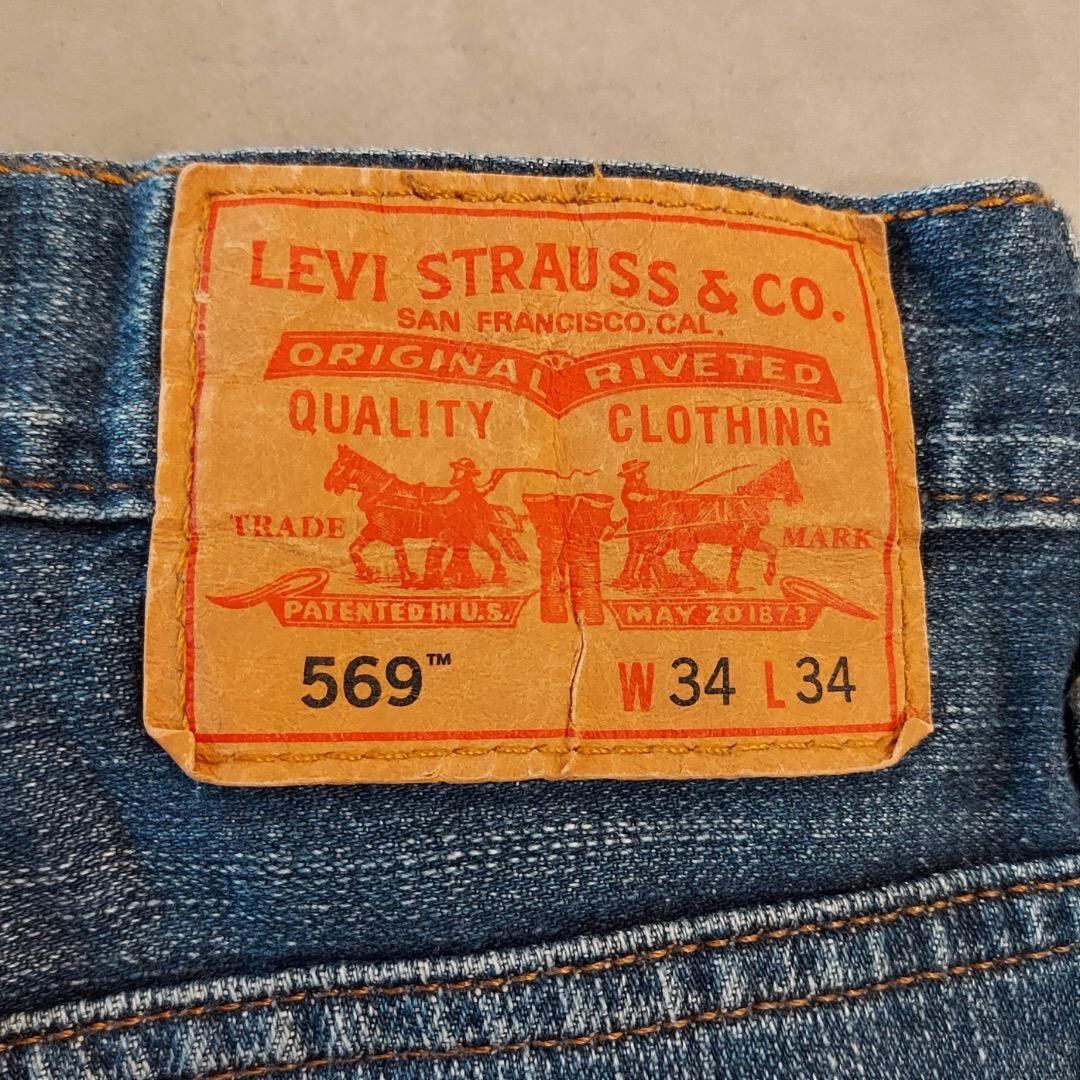 LEVI STRAUSS & CO.
SAN FRANCISCO, CAL.
ORIGINAL RIVETED
QUALITY CLOTHING
TRADE MARK
PATENTED IN U.S. MAY 20 1873
569™ W 34 L 34